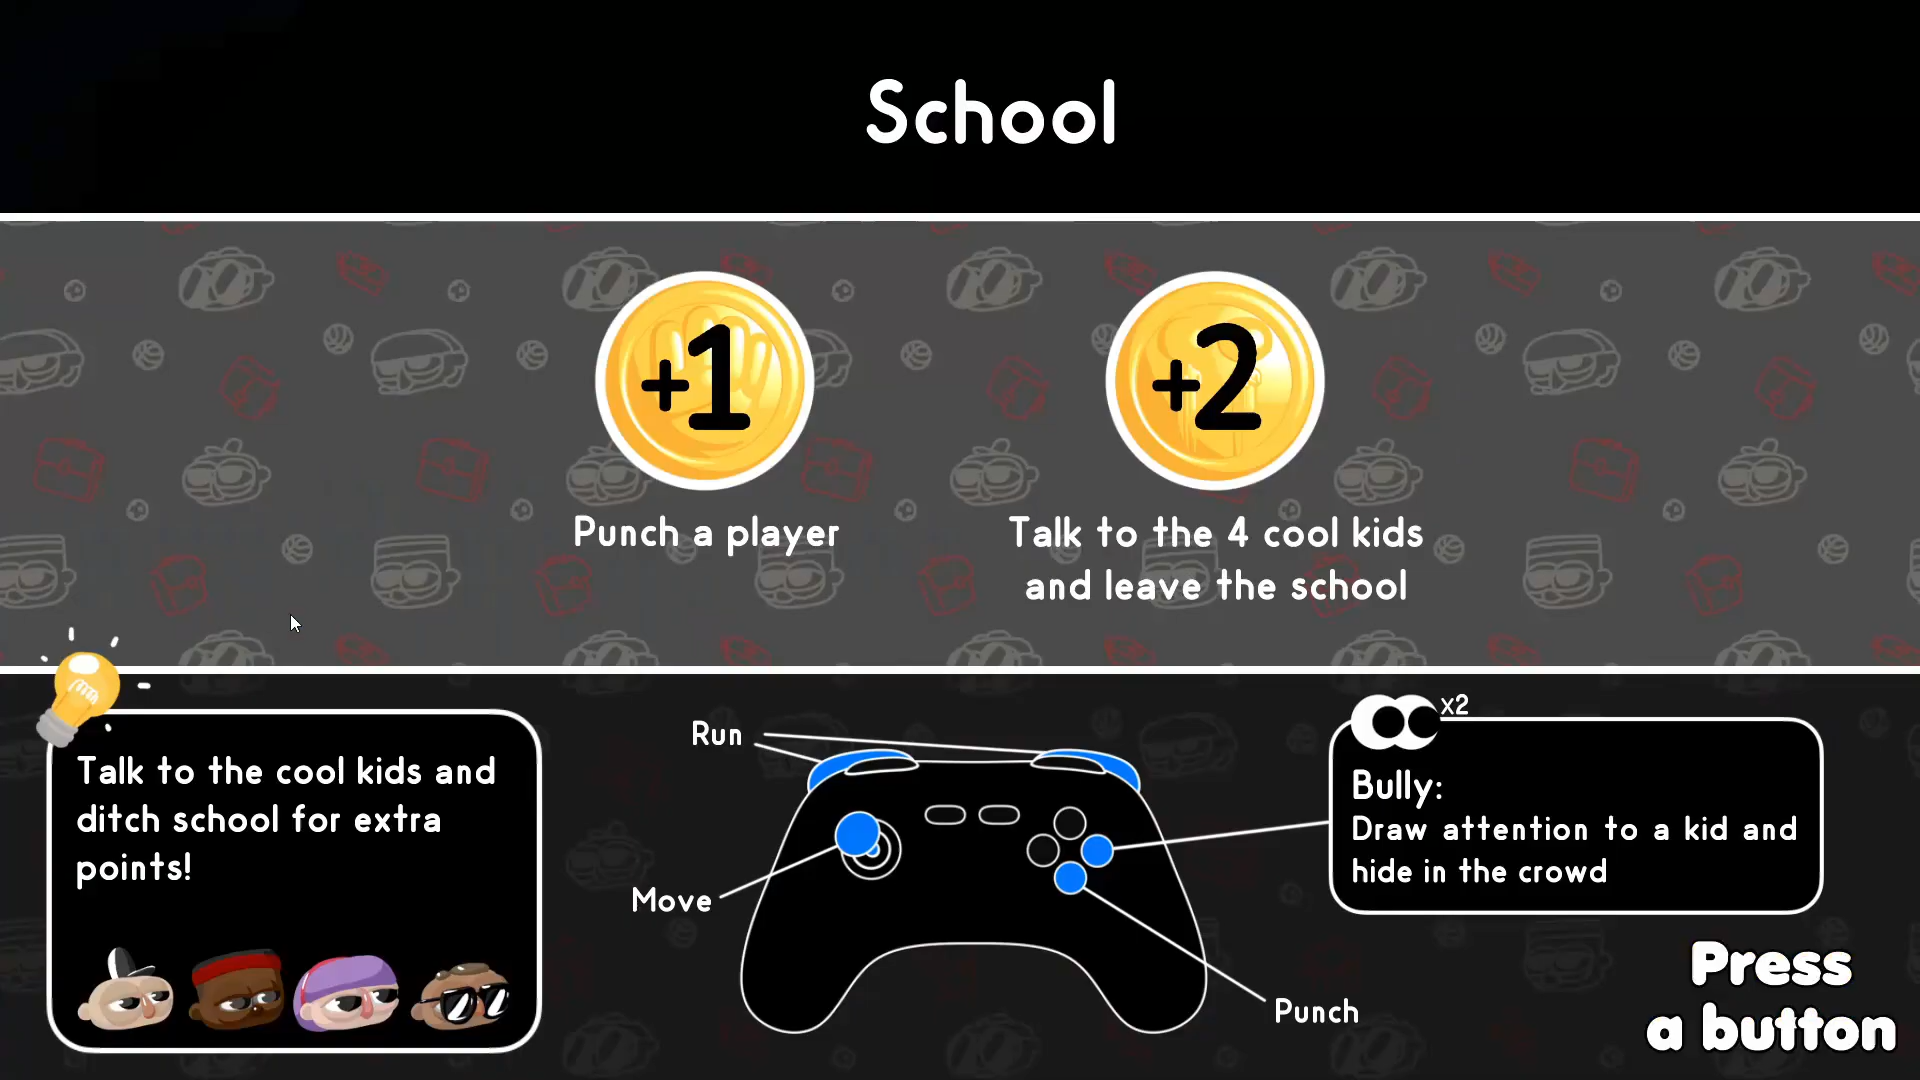 School
+1
+2
Punch a player
Talk to the 4 cool kids
and leave the school
Talk to the cool kids and
ditch school for extra
points!
Run
Move
Punch
x2
Bully:
Draw attention to a kid and
hide in the crowd
Press
a button